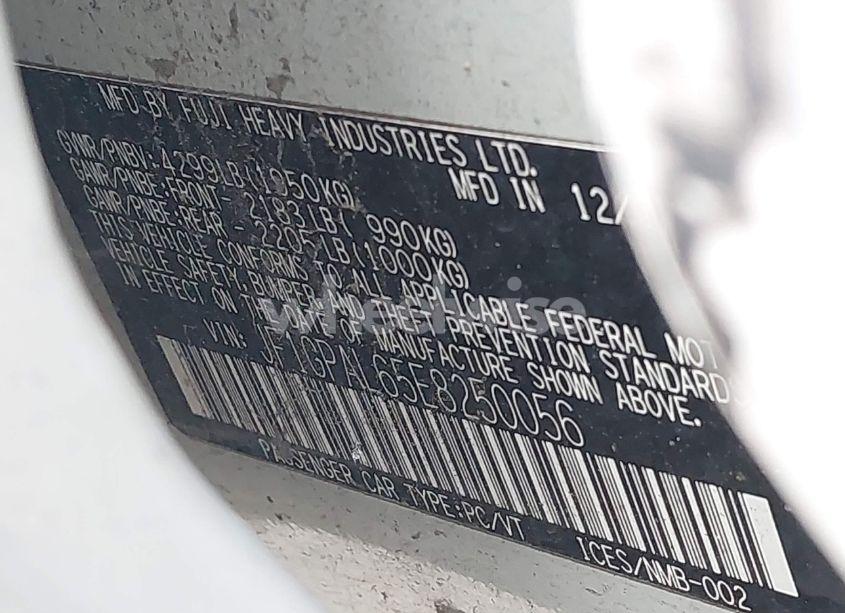 MFD BY FUJI HEAVY INDUSTRIES LTD.
MFD IN 12/
GVWR/PNBV: 4299LB(1950KG)
GAWR/PNBE:FRONT- 2183LB( 990KG)
GAWR/PNBE:REAR - 2205LB(1000KG)
THIS VEHICLE CONFORMS TO ALL APPLICABLE FEDERAL MOT
VEHICLE SAFETY, BUMPER, AND THEFT PREVENTION STANDARDS
IN EFFECT ON THE DATE OF MANUFACTURE SHOWN ABOVE.
VIN: JF1GPAL65E8250056
PASSENGER CAR TYPE:PC/VT
ICES/NMB-002
wheelwise